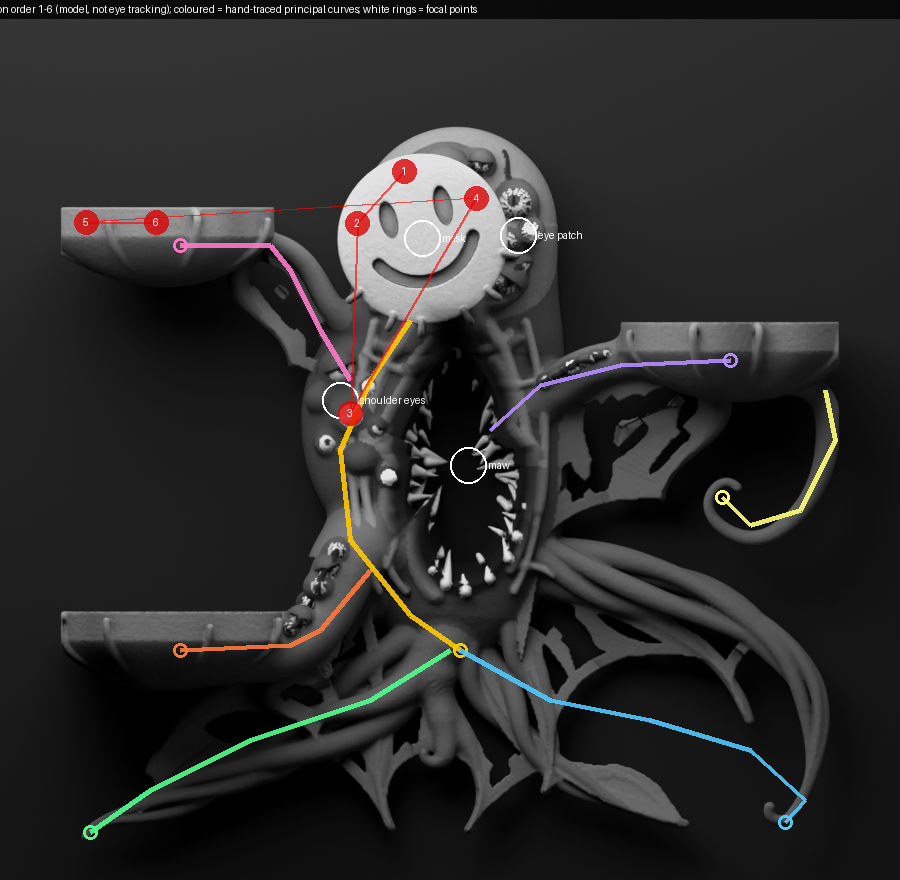 on order 1-6 (model, not eye tracking); coloured = hand-traced principal curves; white rings = focal points
1
4
5
6
2
mask
eye patch
shoulder eyes
3
maw